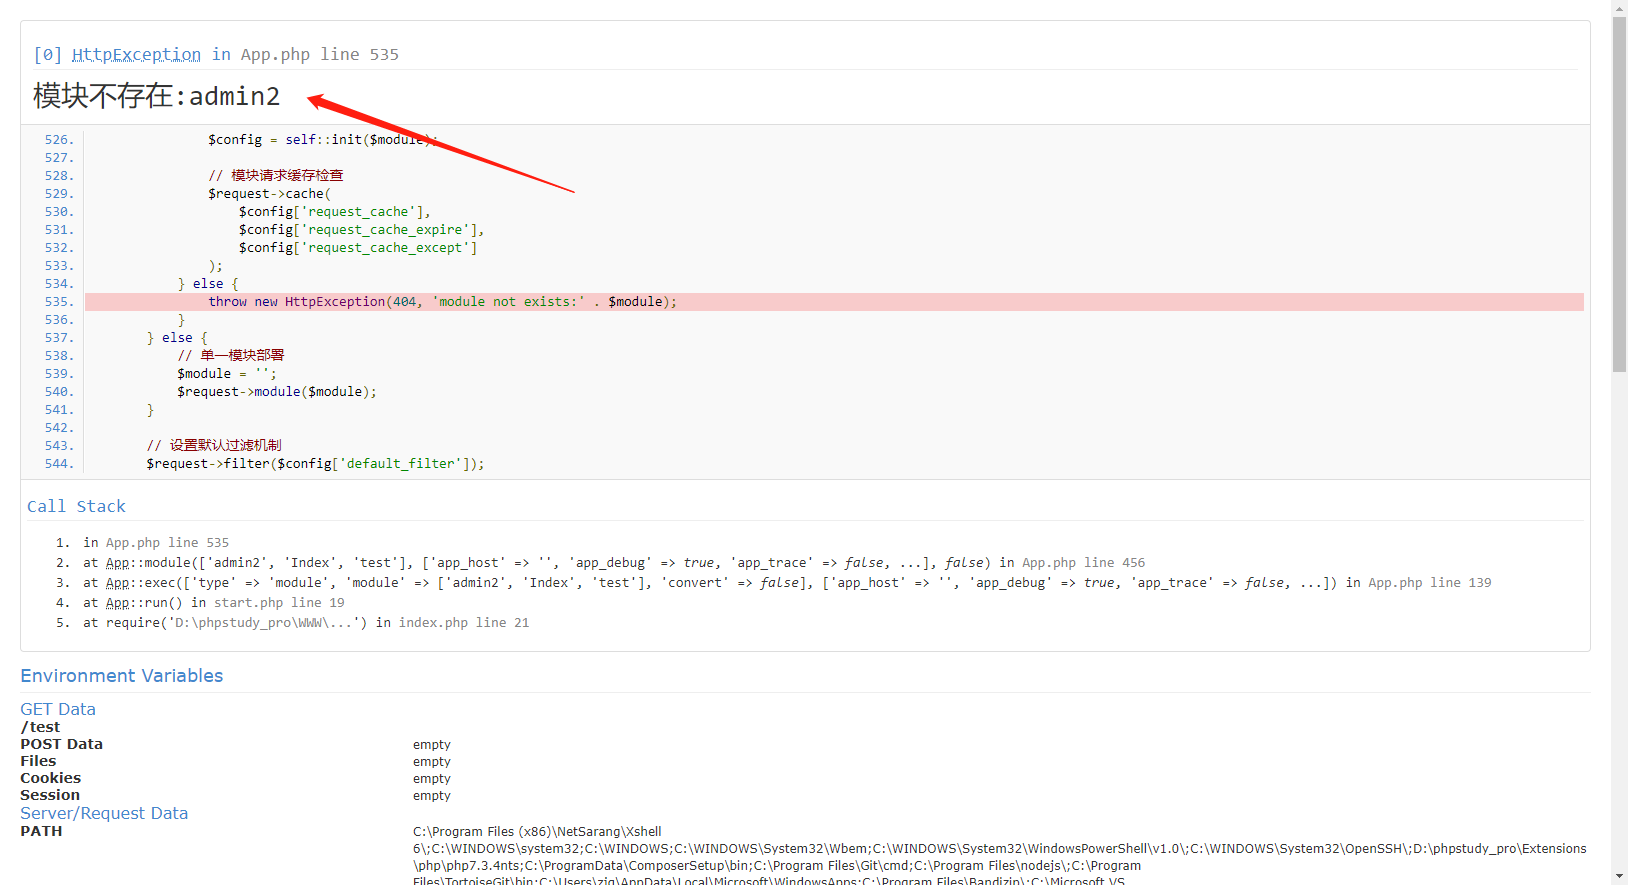 [0] HttpException in App.php line 535
模块不存在:admin2
526. $config = self::init($module);
527.
528. // 模块请求缓存检查
529. $request->cache(
530. $config['request_cache'],
531. $config['request_cache_expire'],
532. $config['request_cache_except']
533. );
534. } else {
535. throw new HttpException(404, 'module not exists:' . $module);
536. }
537. } else {
538. // 单一模块部署
539. $module = '';
540. $request->module($module);
541. }
542.
543. // 设置默认过滤机制
544. $request->filter($config['default_filter']);
Call Stack
1. in App.php line 535
2. at App::module(['admin2', 'Index', 'test'], ['app_host' => '', 'app_debug' => true, 'app_trace' => false, ...], false) in App.php line 456
3. at App::exec(['type' => 'module', 'module' => ['admin2', 'Index', 'test'], 'convert' => false], ['app_host' => '', 'app_debug' => true, 'app_trace' => false, ...]) in App.php line 139
4. at App::run() in start.php line 19
5. at require('D:\phpstudy_pro\WWW\...') in index.php line 21
Environment Variables
GET Data
/test
POST Data empty
Files empty
Cookies empty
Session empty
Server/Request Data
PATH C:\Program Files (x86)\NetSarang\Xshell
6\;C:\WINDOWS\system32;C:\WINDOWS;C:\WINDOWS\System32\Wbem;C:\WINDOWS\System32\WindowsPowerShell\v1.0\;C:\WINDOWS\System32\OpenSSH\;D:\phpstudy_pro\Extensions
\php\php7.3.4nts;C:\ProgramData\ComposerSetup\bin;C:\Program Files\Git\cmd;C:\Program Files\nodejs\;C:\Program
Files\TortoiseGit\bin;C:\Users\zjq\AppData\Local\Microsoft\WindowsApps;C:\Program Files\Bandizip\;C:\Microsoft VS